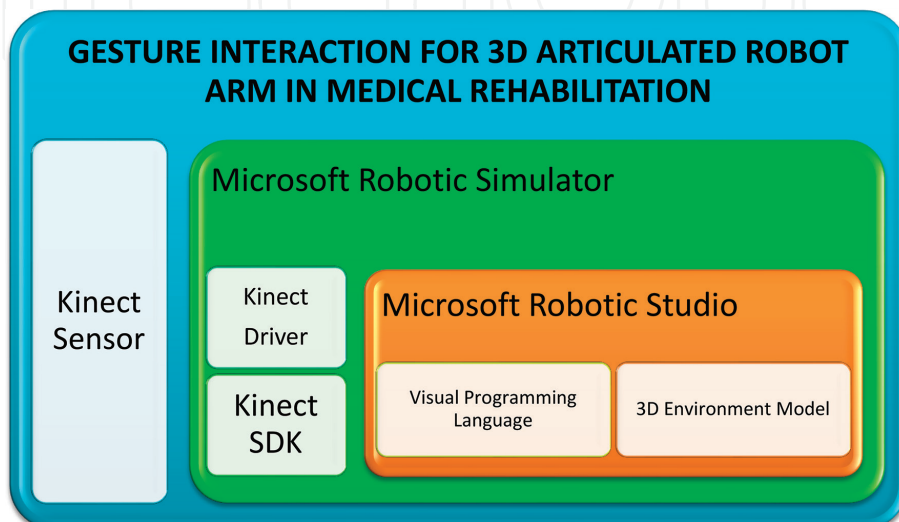 GESTURE INTERACTION FOR 3D ARTICULATED ROBOT
ARM IN MEDICAL REHABILITATION
Kinect
Sensor
Microsoft Robotic Simulator
Kinect
Driver
Kinect
SDK
Microsoft Robotic Studio
Visual Programming
Language
3D Environment Model